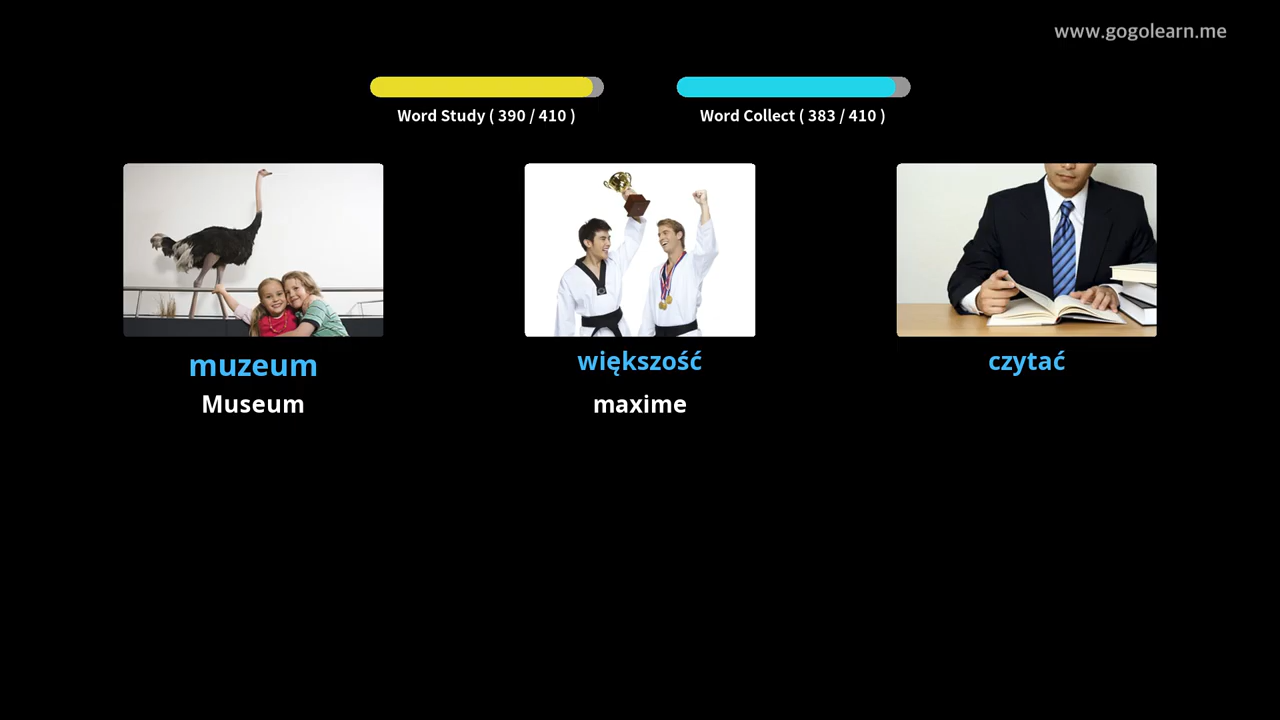 www.gogolearn.me
Word Study ( 390 / 410 )
Word Collect ( 383 / 410 )
muzeum
Museum
większość
maxime
czytać